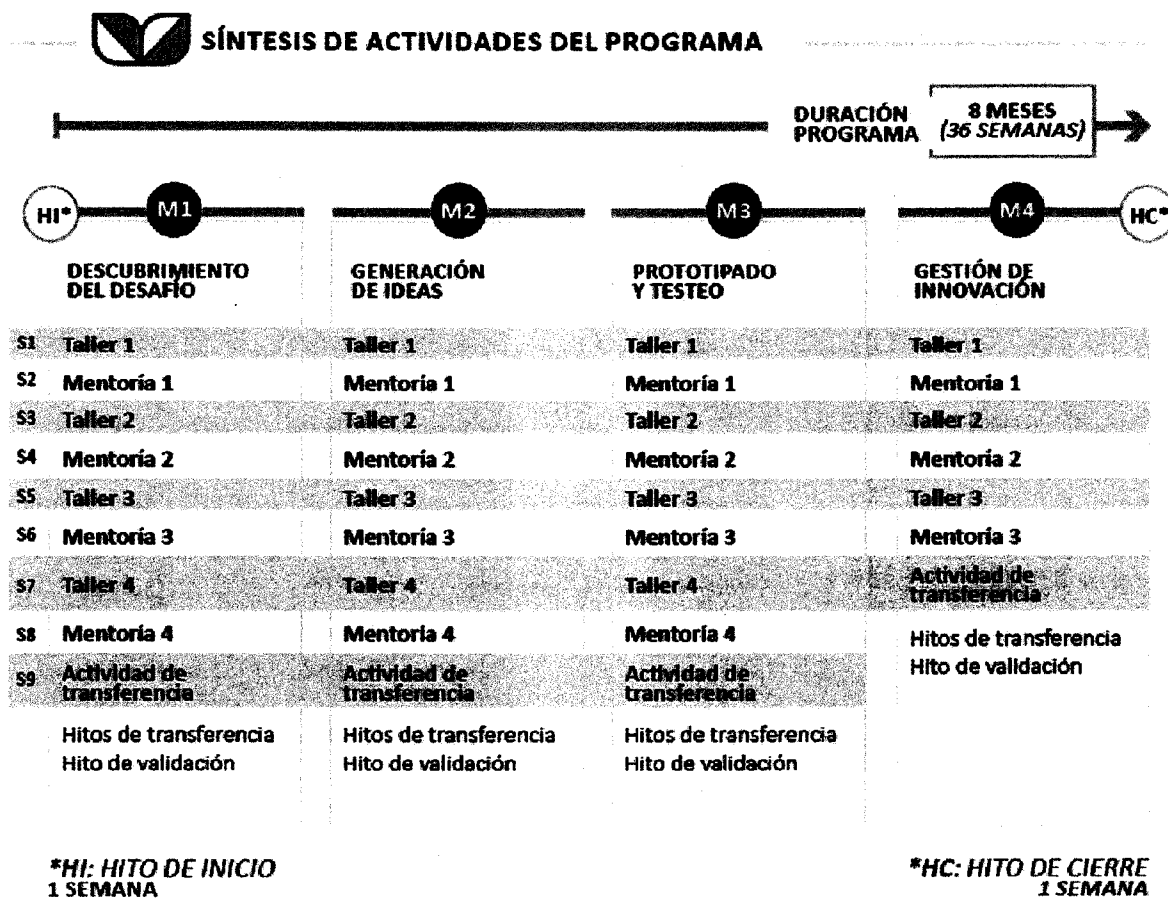 SÍNTESIS DE ACTIVIDADES DEL PROGRAMA
DURACIÓN
PROGRAMA
8 MESES
(36 SEMANAS)
HI*
M1
M2
M3
M4
HC*
DESCUBRIMIENTO
DEL DESAFÍO
GENERACIÓN
DE IDEAS
PROTOTIPADO
Y TESTEO
GESTIÓN DE
INNOVACIÓN
S1 Taller 1 Taller 1 Taller 1 Taller 1
S2 Mentoría 1 Mentoría 1 Mentoría 1 Mentoría 1
S3 Taller 2 Taller 2 Taller 2 Taller 2
S4 Mentoría 2 Mentoría 2 Mentoría 2 Mentoría 2
S5 Taller 3 Taller 3 Taller 3 Taller 3
S6 Mentoría 3 Mentoría 3 Mentoría 3 Mentoría 3
S7 Taller 4 Taller 4 Taller 4 Actividad de
transferencia
S8 Mentoría 4 Mentoría 4 Mentoría 4 Hitos de transferencia
Hito de validación
S9 Actividad de Actividad de Actividad de
transferencia transferencia transferencia
Hitos de transferencia Hitos de transferencia Hitos de transferencia
Hito de validación Hito de validación Hito de validación
*HI: HITO DE INICIO
1 SEMANA
*HC: HITO DE CIERRE
1 SEMANA